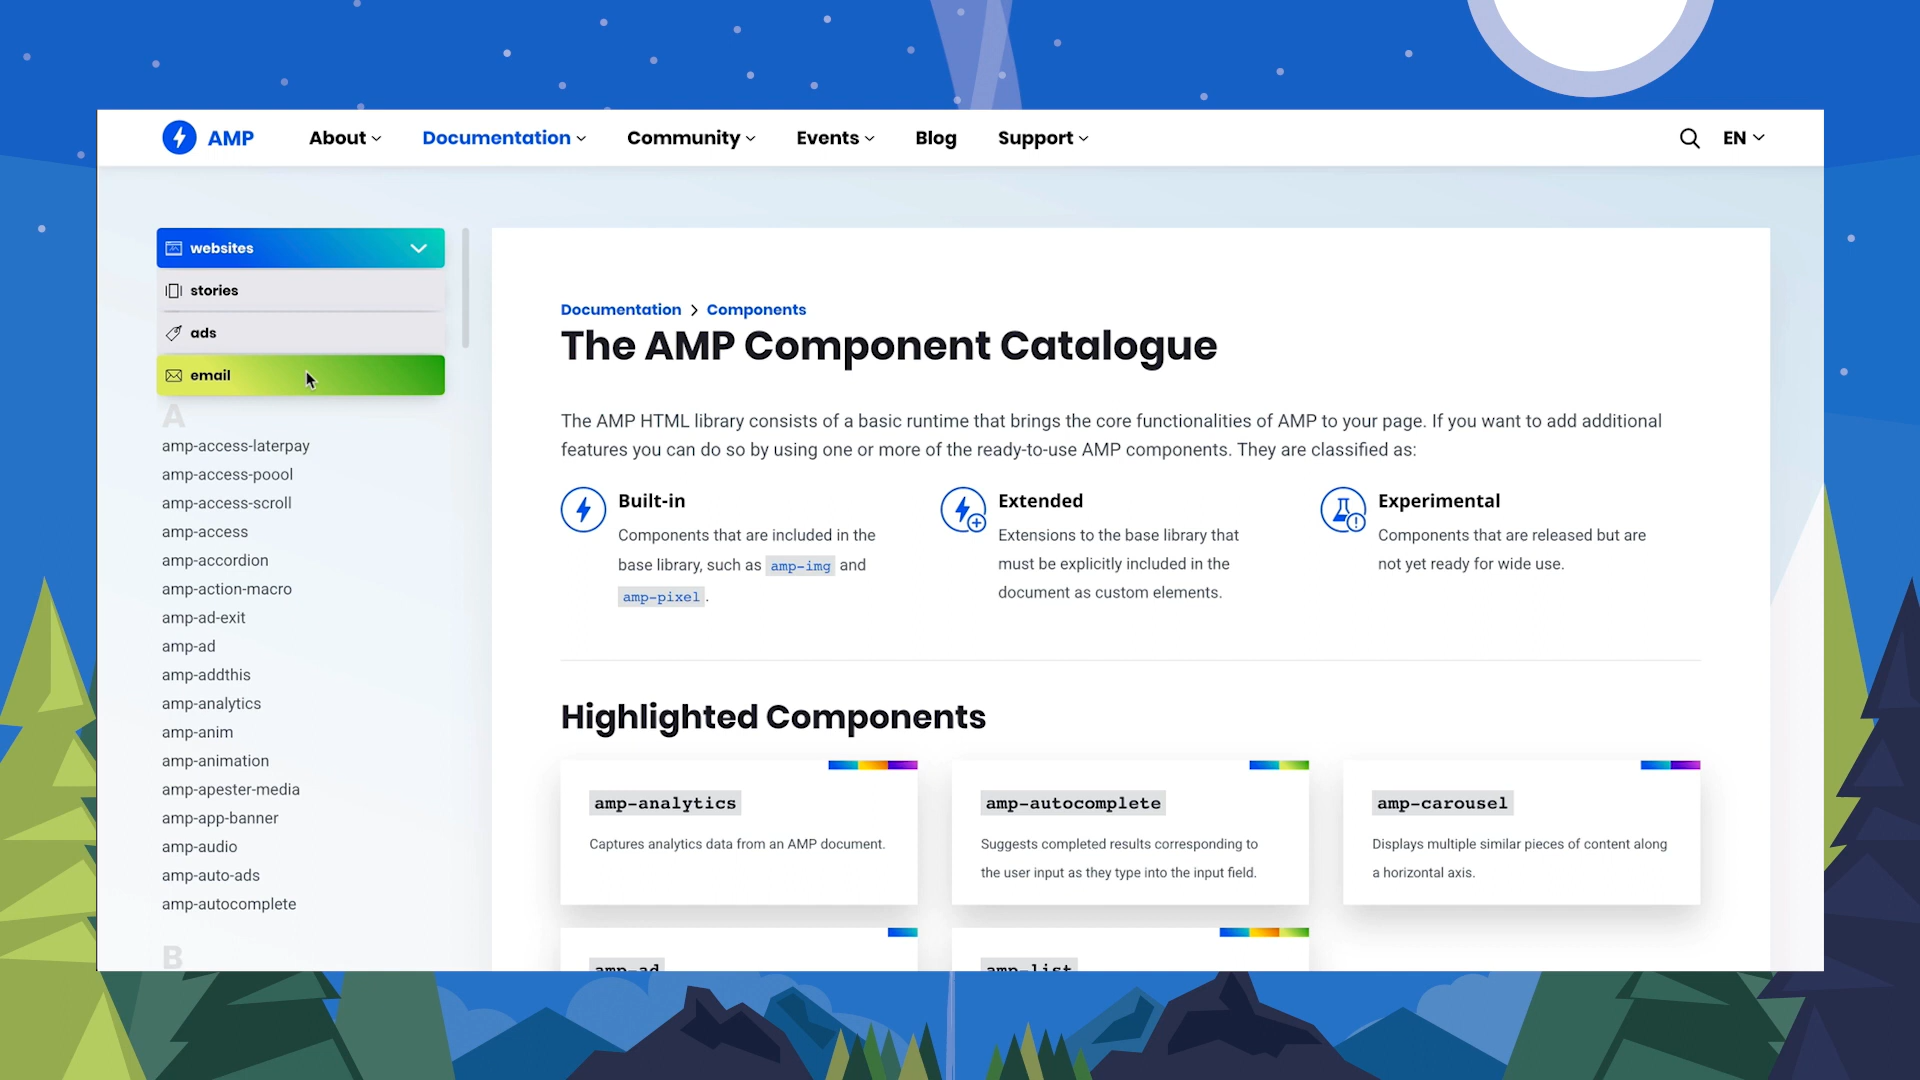 AMP
About
Documentation
Community
Events
Blog
Support
EN
websites
stories
ads
email
A
amp-access-laterpay
amp-access-poool
amp-access-scroll
amp-access
amp-accordion
amp-action-macro
amp-ad-exit
amp-ad
amp-addthis
amp-analytics
amp-anim
amp-animation
amp-apester-media
amp-app-banner
amp-audio
amp-auto-ads
amp-autocomplete
B
Documentation > Components
The AMP Component Catalogue
The AMP HTML library consists of a basic runtime that brings the core functionalities of AMP to your page. If you want to add additional
features you can do so by using one or more of the ready-to-use AMP components. They are classified as:
Built-in
Components that are included in the
base library, such as amp-img and
amp-pixel.
Extended
Extensions to the base library that
must be explicitly included in the
document as custom elements.
Experimental
Components that are released but are
not yet ready for wide use.
Highlighted Components
amp-analytics
Captures analytics data from an AMP document.
amp-autocomplete
Suggests completed results corresponding to
the user input as they type into the input field.
amp-carousel
Displays multiple similar pieces of content along
a horizontal axis.
amp-ad
amp-list